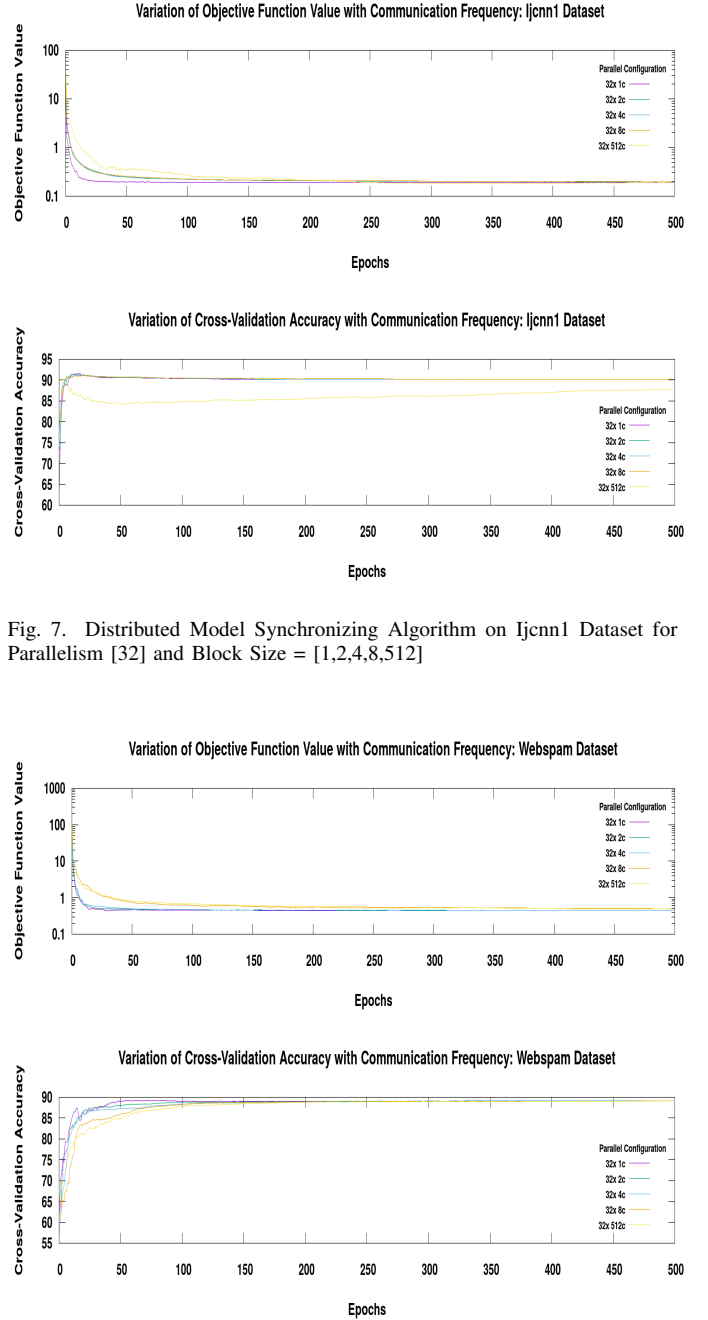 Variation of Objective Function Value with Communication Frequency: Ijcnn1 Dataset
Objective Function Value
100
10
1
0.1
Parallel Configuration
32x 1c
32x 2c
32x 4c
32x 8c
32x 512c
0 50 100 150 200 250 300 350 400 450 500
Epochs
Variation of Cross-Validation Accuracy with Communication Frequency: Ijcnn1 Dataset
Cross-Validation Accuracy
95
90
85
80
75
70
65
60
Parallel Configuration
32x 1c
32x 2c
32x 4c
32x 8c
32x 512c
0 50 100 150 200 250 300 350 400 450 500
Epochs
Fig. 7. Distributed Model Synchronizing Algorithm on Ijcnn1 Dataset for
Parallelism [32] and Block Size = [1,2,4,8,512]
Variation of Objective Function Value with Communication Frequency: Webspam Dataset
Objective Function Value
1000
100
10
1
0.1
Parallel Configuration
32x 1c
32x 2c
32x 4c
32x 8c
32x 512c
0 50 100 150 200 250 300 350 400 450 500
Epochs
Variation of Cross-Validation Accuracy with Communication Frequency: Webspam Dataset
Cross-Validation Accuracy
90
85
80
75
70
65
60
55
Parallel Configuration
32x 1c
32x 2c
32x 4c
32x 8c
32x 512c
0 50 100 150 200 250 300 350 400 450 500
Epochs